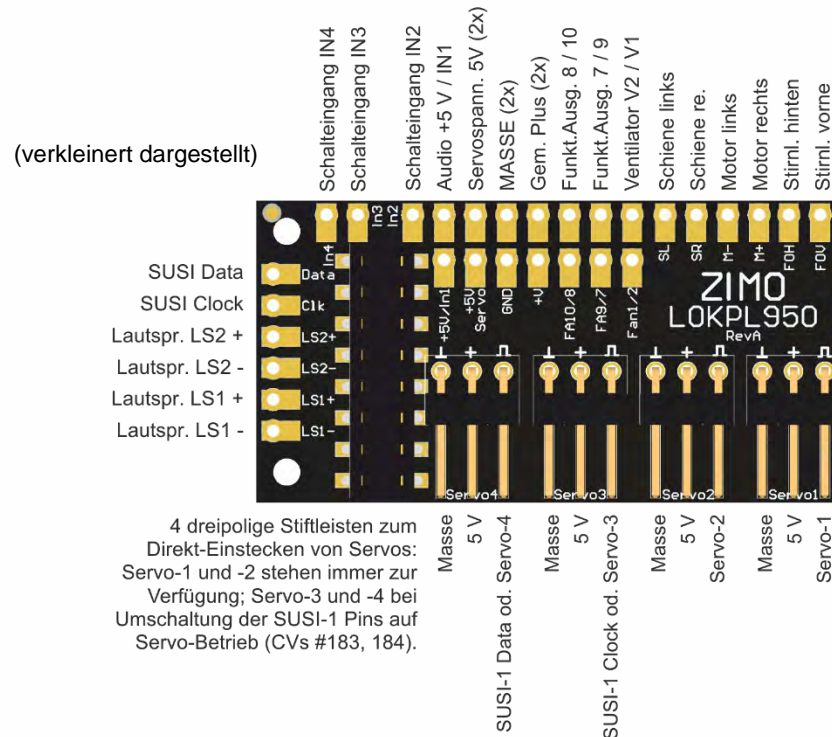 Schalteingang IN4
Schalteingang IN3
Schalteingang IN2
Audio +5 V / IN1
Servospann. 5V (2x)
MASSE (2x)
Gem. Plus (2x)
Funkt.Ausg. 8 / 10
Funkt.Ausg. 7 / 9
Ventilator V2 / V1
Schiene links
Schiene re.
Motor links
Motor rechts
Stirnl. hinten
Stirnl. vorne
(verkleinert dargestellt)
In4
In3
In2
+5V/In1
+5V
Servo
GND
+V
FA10/8
FA9/7
Fan1/2
SL
SR
M-
M+
F0H
F0V
ZIMO
LOKPL950
RevA
SUSI Data
SUSI Clock
Lautspr. LS2 +
Lautspr. LS2 -
Lautspr. LS1 +
Lautspr. LS1 -
Data
Clk
LS2+
LS2-
LS1+
LS1-
Servo4
Servo3
Servo2
Servo1
Masse
5 V
SUSI-1 Data od. Servo-4
Masse
5 V
SUSI-1 Clock od. Servo-3
Masse
5 V
Servo-2
Masse
5 V
Servo-1
4 dreipolige Stiftleisten zum
Direkt-Einstecken von Servos:
Servo-1 und -2 stehen immer zur
Verfügung; Servo-3 und -4 bei
Umschaltung der SUSI-1 Pins auf
Servo-Betrieb (CVs #183, 184).